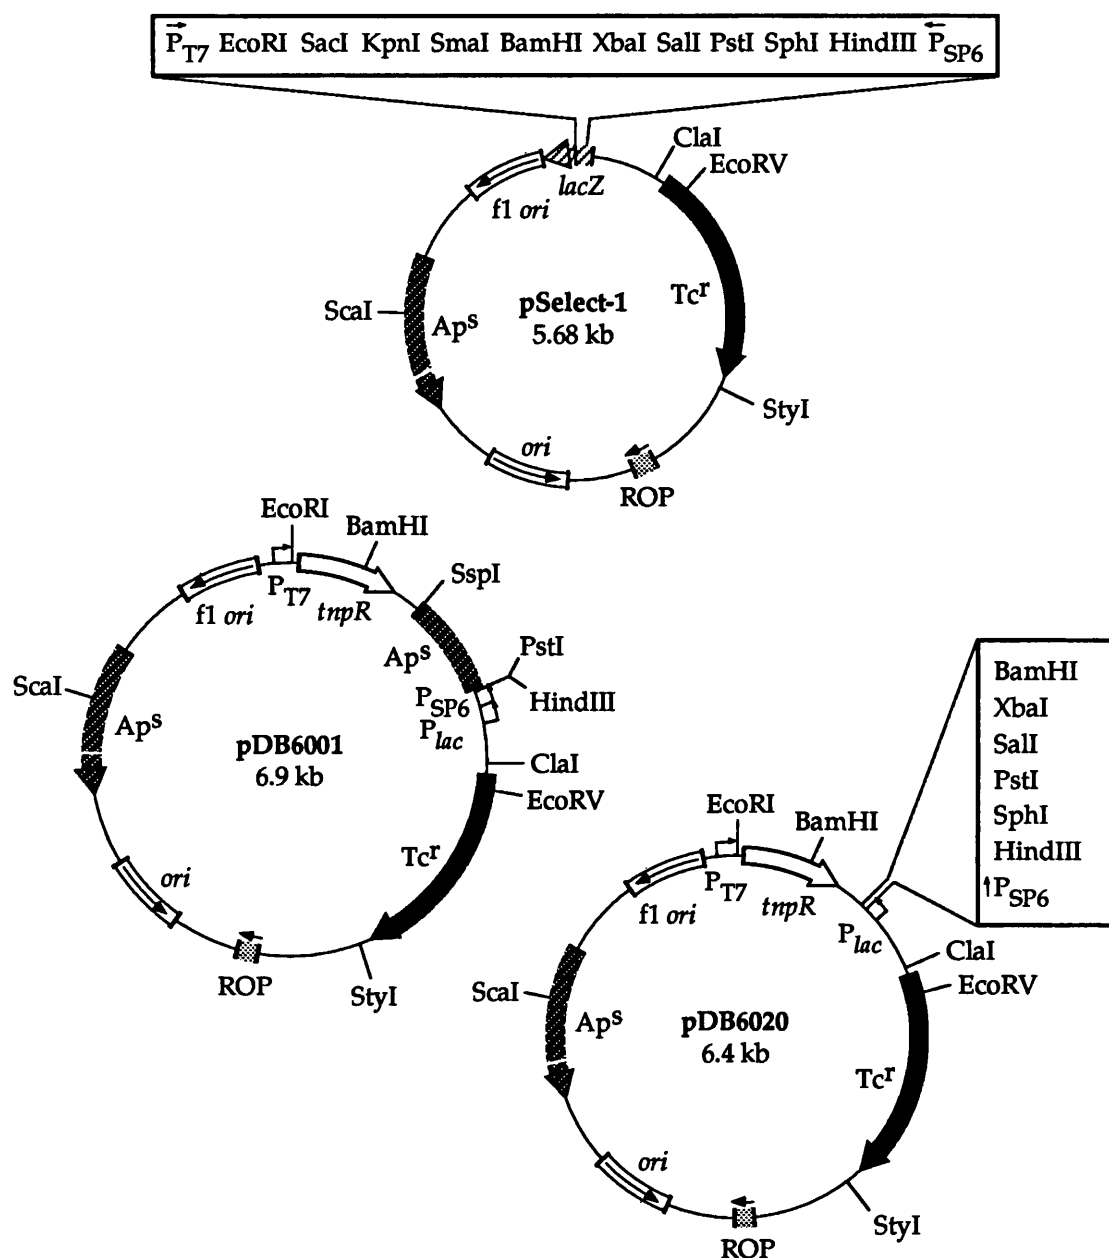 PT7 EcoRI SacI KpnI SmaI BamHI XbaI SalI PstI SphI HindIII PSP6
ClaI
EcoRV
lacZ
f1 ori
Tcr
pSelect-1
5.68 kb
ScaI
Aps
StyI
ori
ROP
EcoRI
BamHI
SspI
PT7
tnpR
f1 ori
Aps
PstI
HindIII
PSP6
Plac
ScaI
Aps
pDB6001
6.9 kb
ClaI
EcoRV
Tcr
ori
ROP
StyI
BamHI
XbaI
SalI
PstI
SphI
HindIII
PSP6
EcoRI
BamHI
PT7
tnpR
f1 ori
Plac
ClaI
EcoRV
ScaI
Aps
pDB6020
6.4 kb
Tcr
ori
StyI
ROP